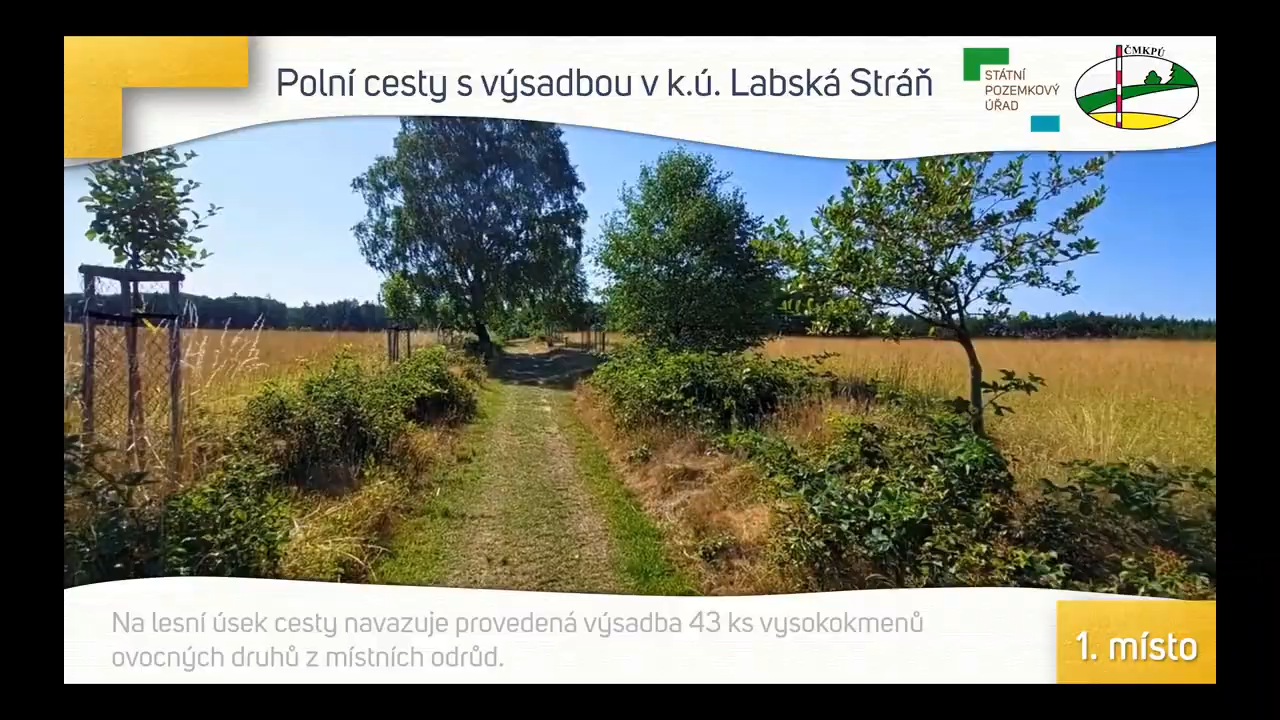 Polní cesty s výsadbou v k.ú. Labská Stráň
STÁTNÍ
POZEMKOVÝ
ÚŘAD
ČMKPÚ
Na lesní úsek cesty navazuje provedená výsadba 43 ks vysokokmenů
ovocných druhů z místních odrůd.
1. místo